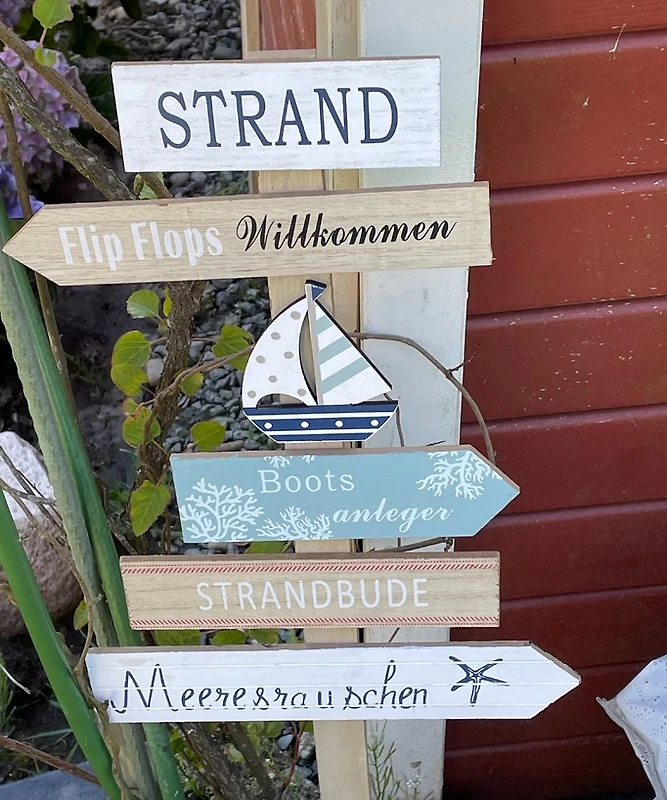 STRAND
Flip Flops Willkommen
Boots
anleger
STRANDBUDE
Meeresrauschen